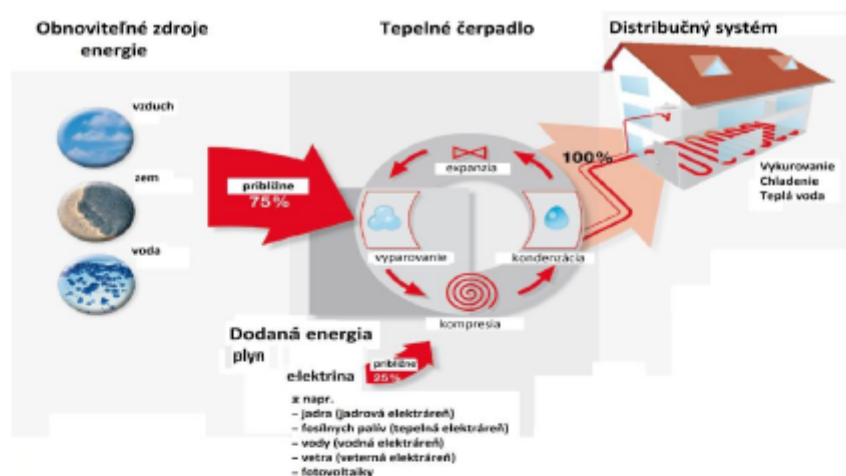 Obnoviteľné zdroje
energie
Tepelné čerpadlo
Distribučný systém
vzduch
zem
voda
približne
75%
expanzia
vyparovanie
kondenzácia
kompresia
100%
Vykurovanie
Chladenie
Teplá voda
Dodaná energia
plyn
elektrina
približne
25%
z napr.
– jadra (jadrová elektráreň)
– fosílnych palív (tepelná elektráreň)
– vody (vodná elektráreň)
– vetra (veterná elektráreň)
– fotovoltaiky